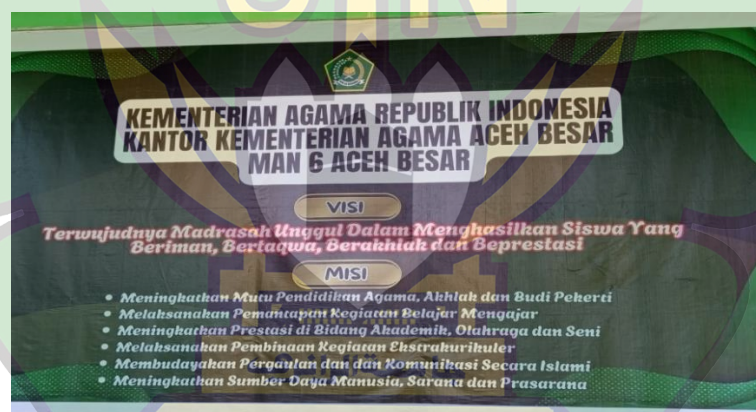 KEMENTERIAN AGAMA REPUBLIK INDONESIA
KANTOR KEMENTERIAN AGAMA ACEH BESAR
MAN 6 ACEH BESAR
VISI
Terwujudnya Madrasah Unggul Dalam Menghasilkan Siswa Yang
Beriman, Bertaqwa, Berakhlak dan Beprestasi
MISI
• Meningkatkan Mutu Pendidikan Agama, Akhlak dan Budi Pekerti
• Melaksanakan Pemantapan Kegiatan Belajar Mengajar
• Meningkatkan Prestasi di Bidang Akademik, Olahraga dan Seni
• Melaksanakan Pembinaan Kegiatan Ekstrakurikuler
• Membudayakan Pergaulan dan dan Komunikasi Secara Islami
• Meningkatkan Sumber Daya Manusia, Sarana dan Prasarana